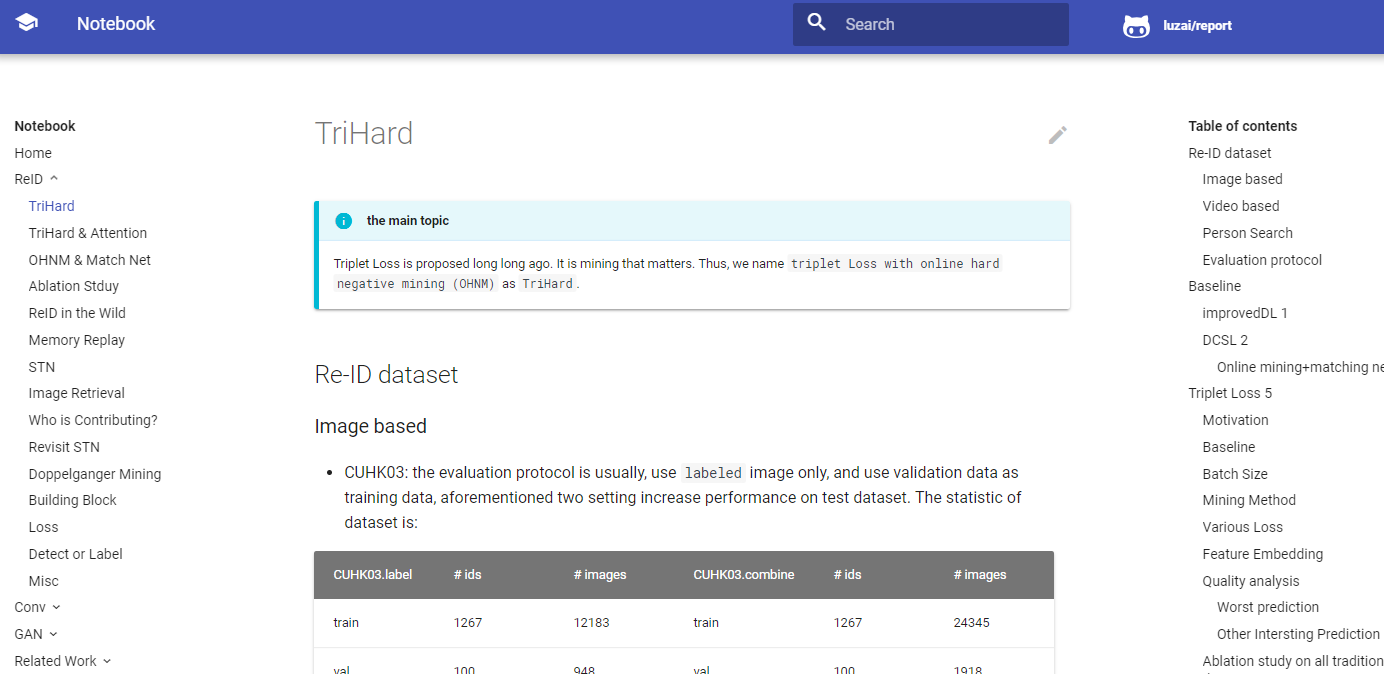 Notebook
Search
luzai/report
Notebook
Home
ReID
TriHard
TriHard & Attention
OHNM & Match Net
Ablation Stduy
ReID in the Wild
Memory Replay
STN
Image Retrieval
Who is Contributing?
Revisit STN
Doppelganger Mining
Building Block
Loss
Detect or Label
Misc
Conv
GAN
Related Work
TriHard
the main topic
Triplet Loss is proposed long long ago. It is mining that matters. Thus, we name triplet Loss with online hard
negative mining (OHNM) as TriHard.
Re-ID dataset
Image based
• CUHK03: the evaluation protocol is usually, use labeled image only, and use validation data as
training data, aforementioned two setting increase performance on test dataset. The statistic of
dataset is:
CUHK03.label # ids # images CUHK03.combine # ids # images
train 1267 12183 train 1267 24345
val 100 948 val 100 1918
Table of contents
Re-ID dataset
Image based
Video based
Person Search
Evaluation protocol
Baseline
improvedDL 1
DCSL 2
Online mining+matching ne
Triplet Loss 5
Motivation
Baseline
Batch Size
Mining Method
Various Loss
Feature Embedding
Quality analysis
Worst prediction
Other Intersting Prediction
Ablation study on all tradition